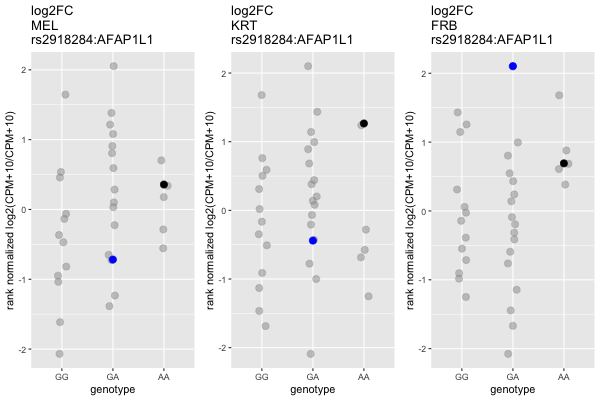 log2FC
MEL
rs2918284:AFAP1L1
rank normalized log2(CPM+10/CPM+10)
2
1
0
-1
-2
GG
GA
AA
genotype
log2FC
KRT
rs2918284:AFAP1L1
rank normalized log2(CPM+10/CPM+10)
2
1
0
-1
-2
GG
GA
AA
genotype
log2FC
FRB
rs2918284:AFAP1L1
rank normalized log2(CPM+10/CPM+10)
2
1
0
-1
-2
GG
GA
AA
genotype